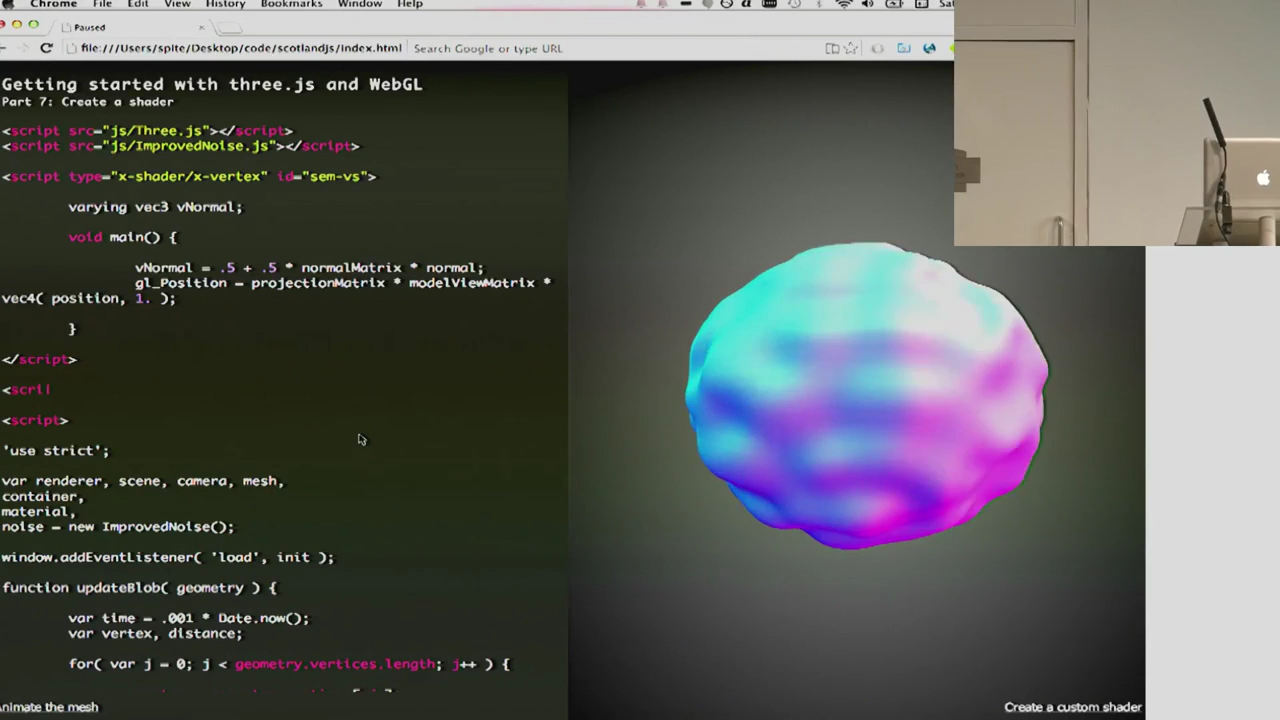 Chrome File Edit View History Bookmarks Window Help
Paused
file:///Users/spite/Desktop/code/scotlandjs/index.html Search Google or type URL
Getting started with three.js and WebGL
Part 7: Create a shader
<script src="js/Three.js"></script>
<script src="js/ImprovedNoise.js"></script>
<script type="x-shader/x-vertex" id="sem-vs">
varying vec3 vNormal;
void main() {
vNormal = .5 + .5 * normalMatrix * normal;
gl_Position = projectionMatrix * modelViewMatrix *
vec4( position, 1. );
}
</script>
<scri
<script>
'use strict';
var renderer, scene, camera, mesh,
container,
material,
noise = new ImprovedNoise();
window.addEventListener( 'load', init );
function updateBlob( geometry ) {
var time = .001 * Date.now();
var vertex, distance;
for( var j = 0; j < geometry.vertices.length; j++ ) {
Animate the mesh
Create a custom shader